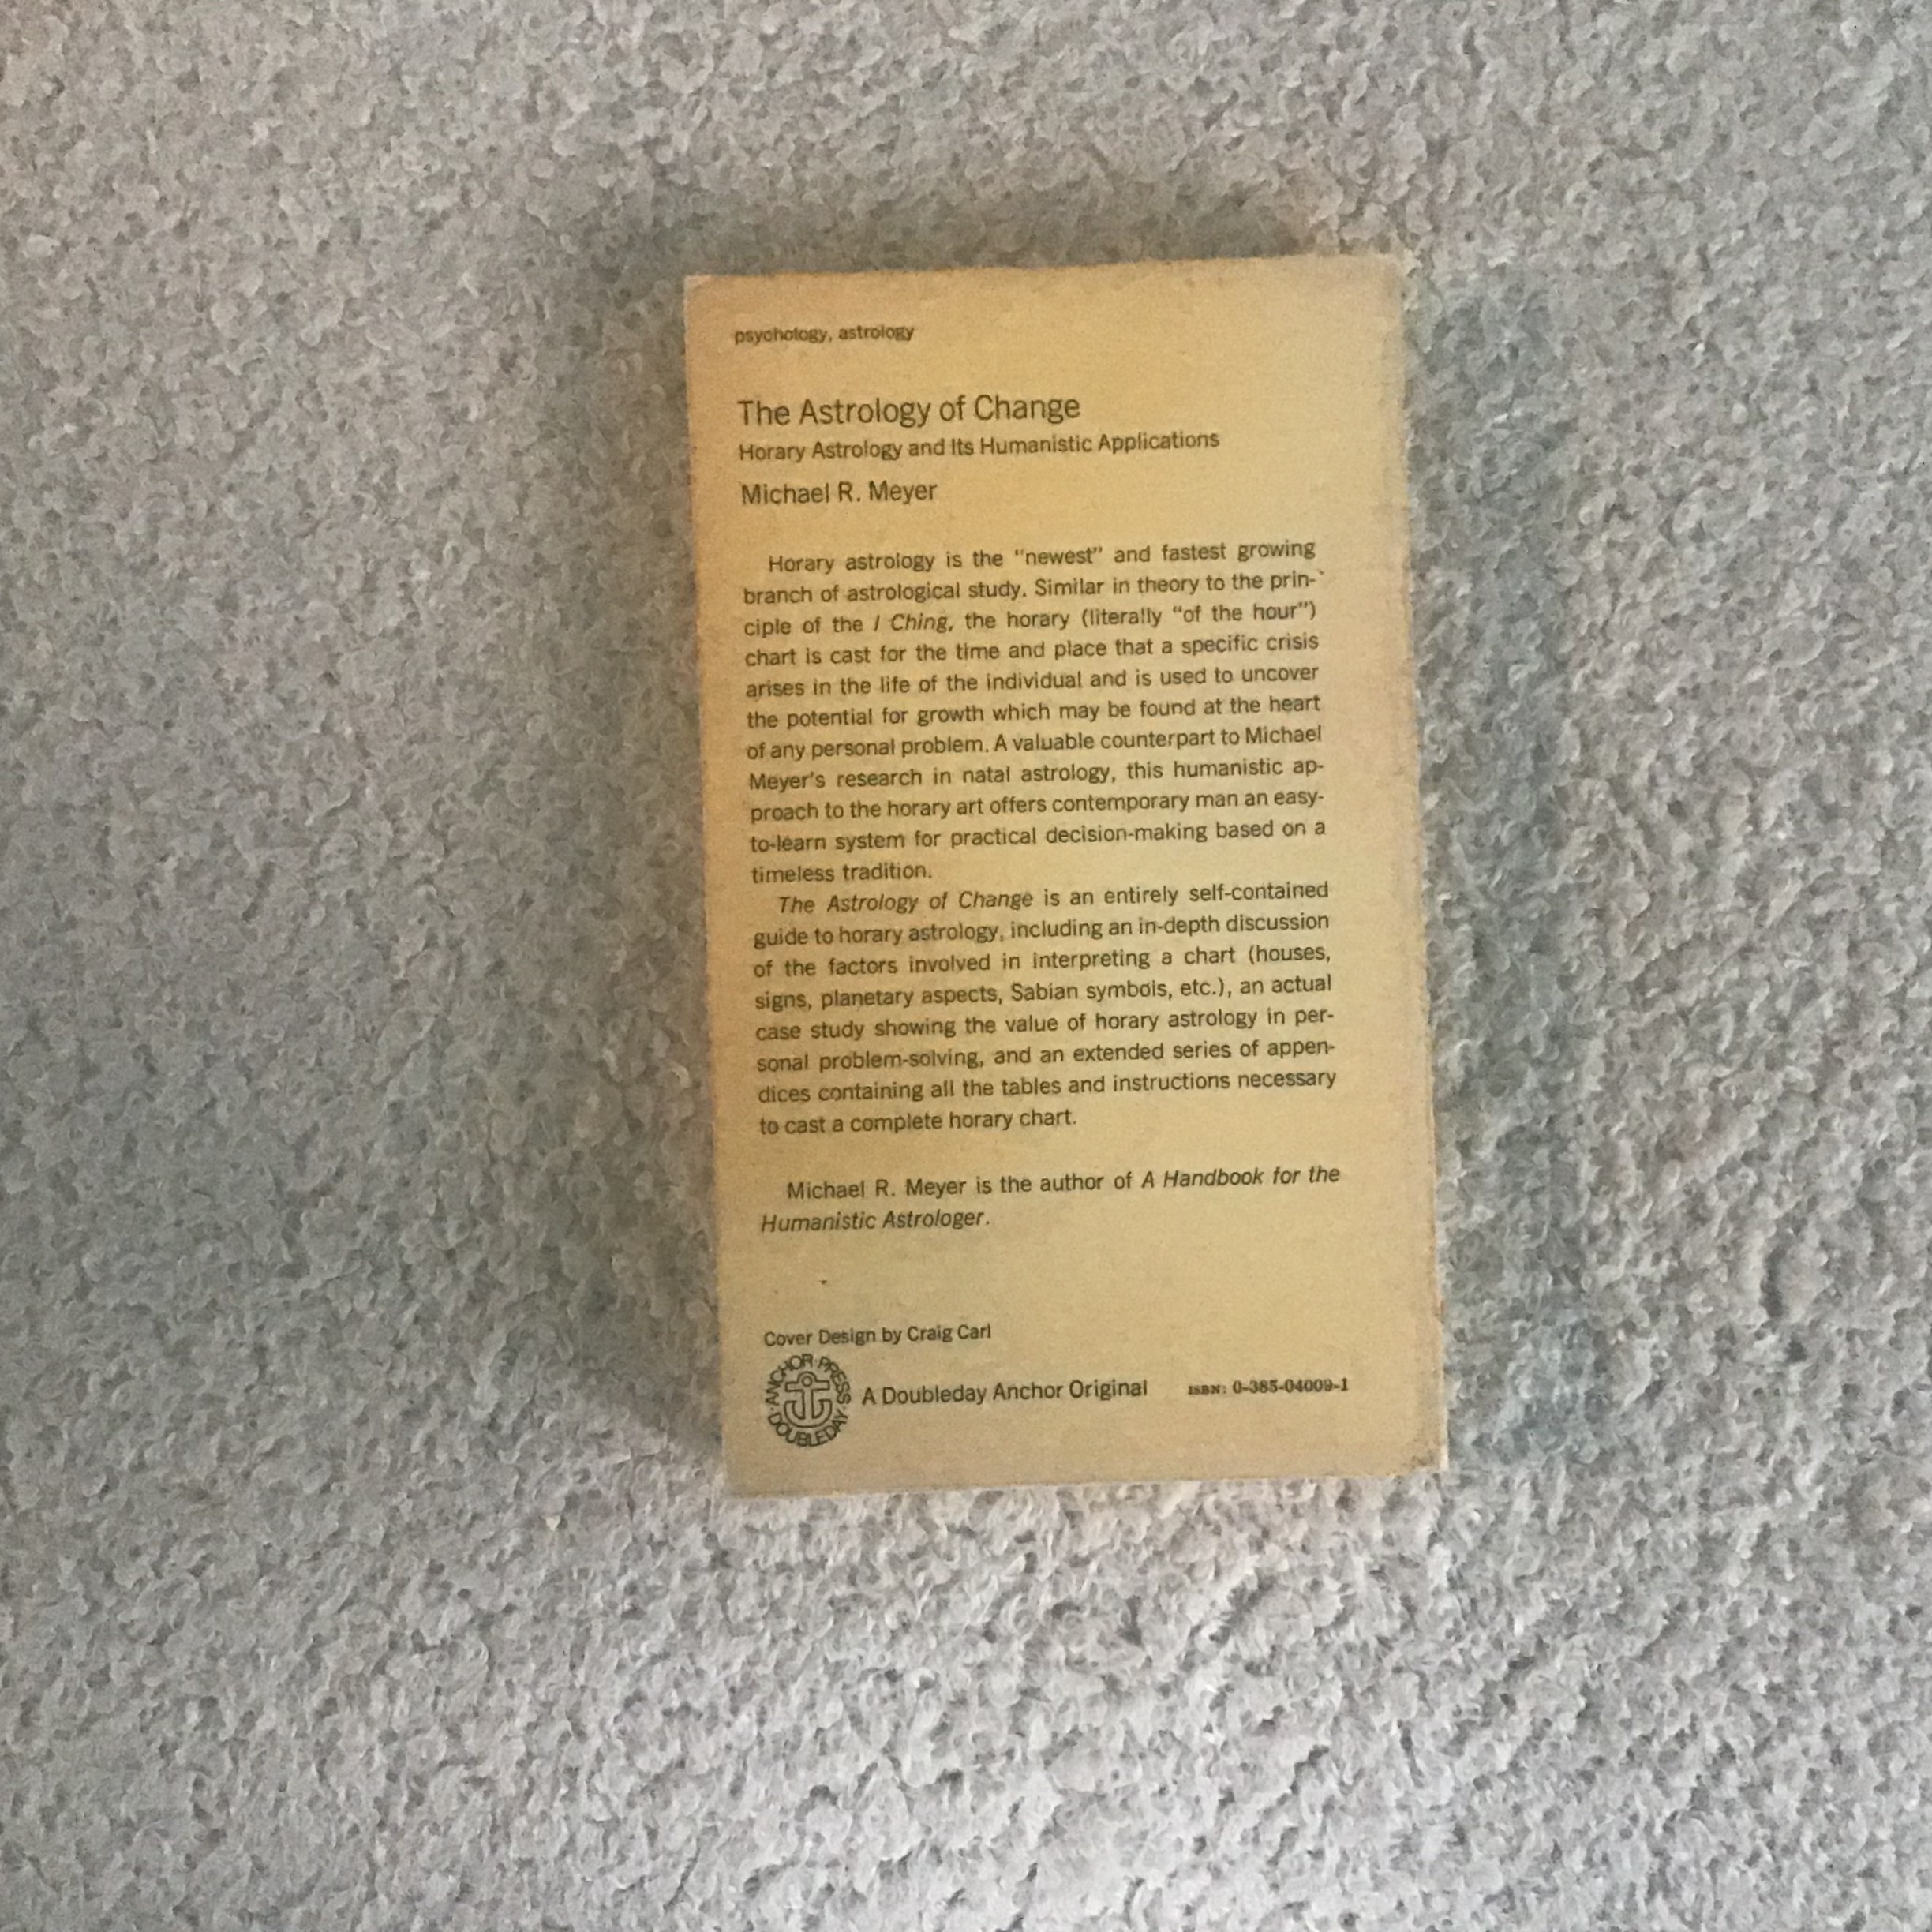 psychology, astrology
The Astrology of Change
Horary Astrology and Its Humanistic Applications
Michael R. Meyer
Horary astrology is the “newest” and fastest growing
branch of astrological study. Similar in theory to the prin-
ciple of the I Ching, the horary (literally “of the hour”)
chart is cast for the time and place that a specific crisis
arises in the life of the individual and is used to uncover
the potential for growth which may be found at the heart
of any personal problem. A valuable counterpart to Michael
Meyer's research in natal astrology, this humanistic ap-
proach to the horary art offers contemporary man an easy-
to-learn system for practical decision-making based on a
timeless tradition.
The Astrology of Change is an entirely self-contained
guide to horary astrology, including an in-depth discussion
of the factors involved in interpreting a chart (houses,
signs, planetary aspects, Sabian symbols, etc.), an actual
case study showing the value of horary astrology in per-
sonal problem-solving, and an extended series of appen-
dices containing all the tables and instructions necessary
to cast a complete horary chart.
Michael R. Meyer is the author of A Handbook for the
Humanistic Astrologer.
Cover Design by Craig Carl
ANCHOR PRESS · DOUBLEDAY ·
A Doubleday Anchor Original ISBN: 0-385-04009-1